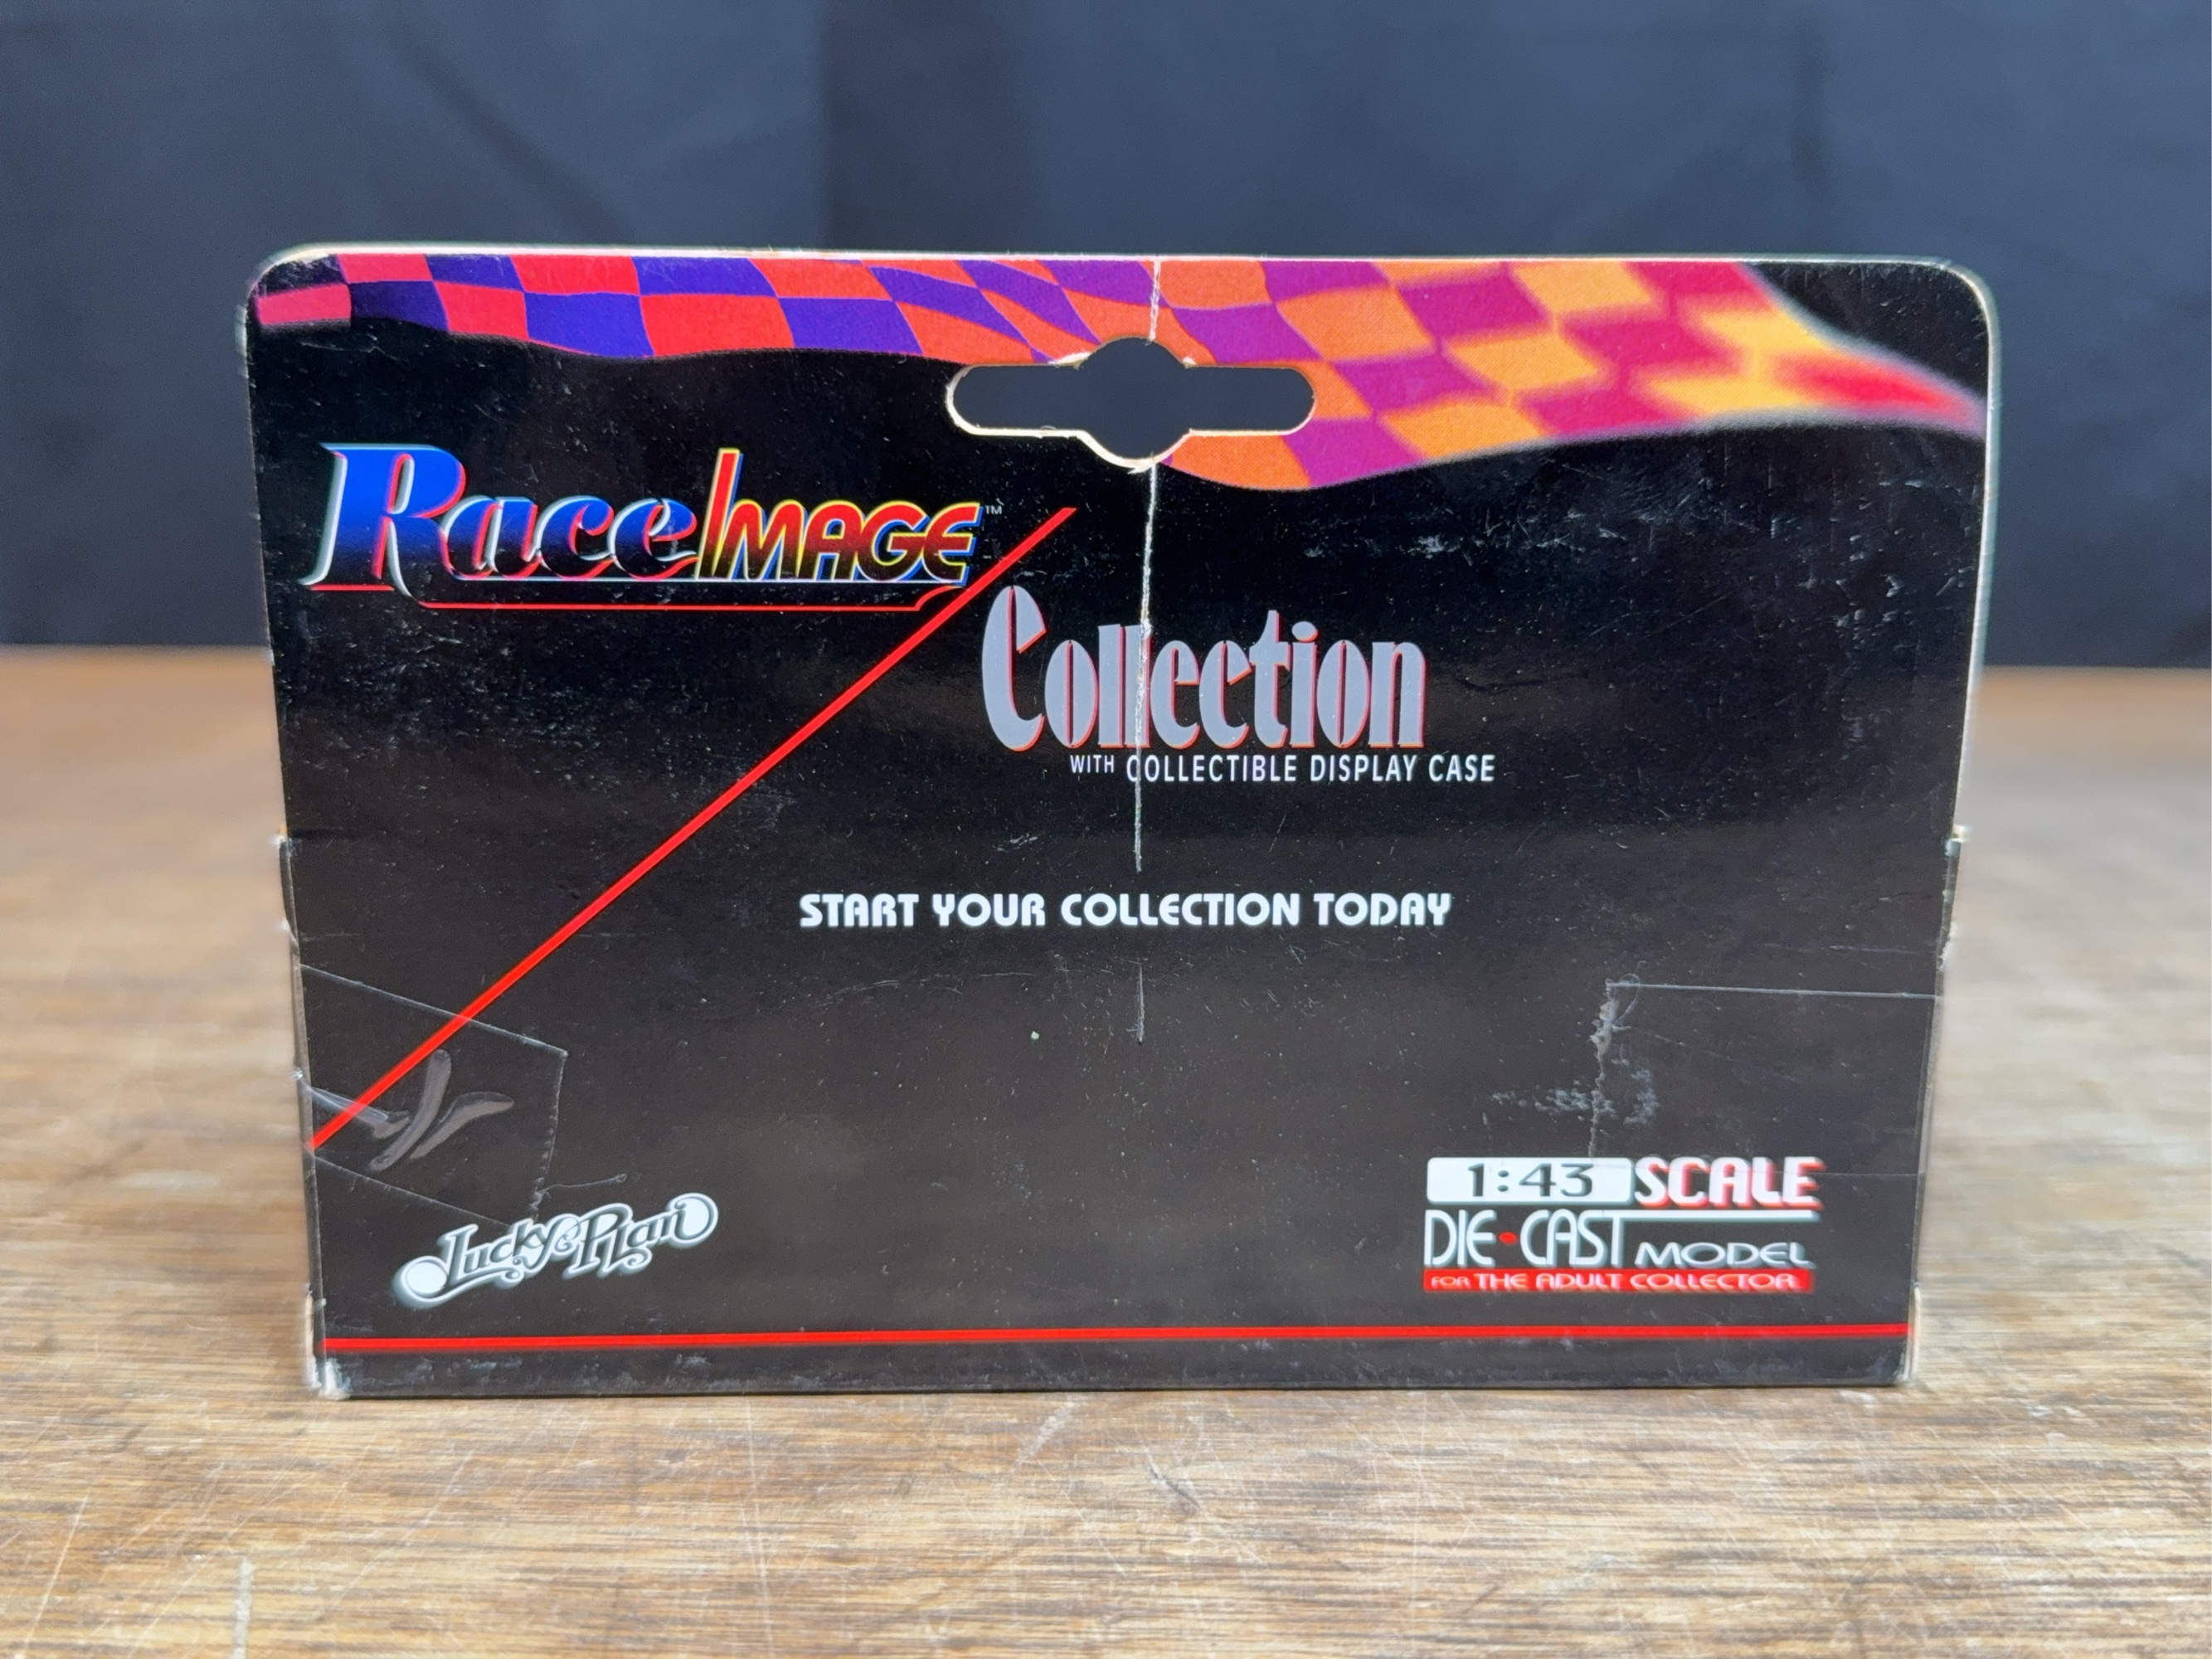 RaceImage™
Collection
WITH COLLECTIBLE DISPLAY CASE
START YOUR COLLECTION TODAY
Lucky Plan
1:43 SCALE
DIE•CAST MODEL
FOR THE ADULT COLLECTOR